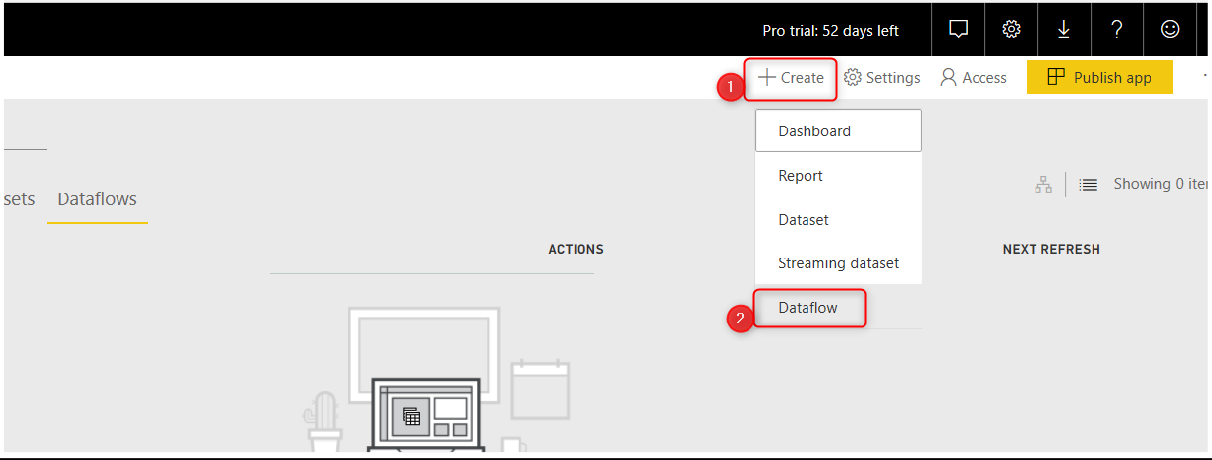 Pro trial: 52 days left
?
1
Create
Settings
Access
Publish app
Dashboard
Report
Dataset
Streaming dataset
2
Dataflow
sets
Dataflows
Showing 0 iter
ACTIONS
NEXT REFRESH